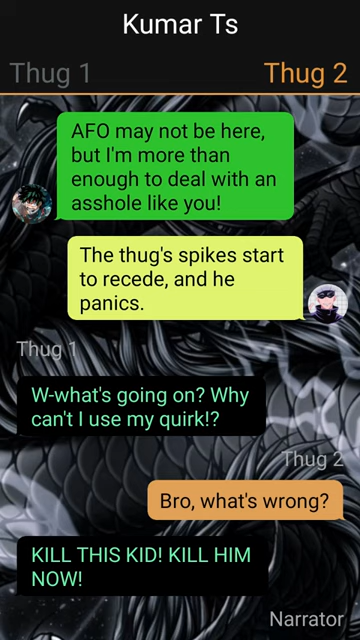 Kumar Ts
Thug 1
Thug 2
AFO may not be here,
but I'm more than
enough to deal with an
asshole like you!
The thug's spikes start
to recede, and he
panics.
Thug 1
W-what's going on? Why
can't I use my quirk!?
Thug 2
Bro, what's wrong?
KILL THIS KID! KILL HIM
NOW!
Narrator